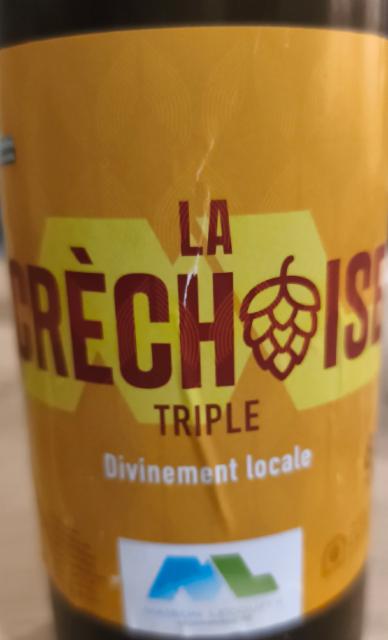 LA
CRÈCHOISE
TRIPLE
Divinement locale